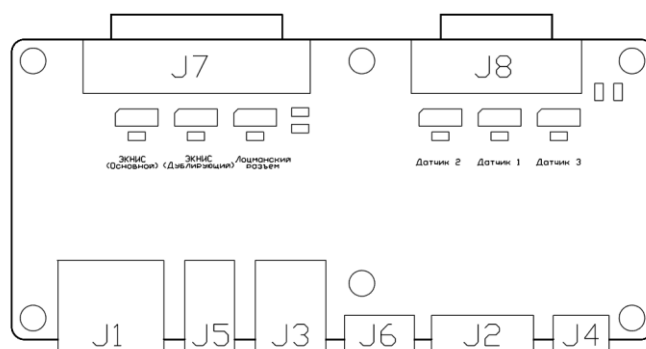 J7 J8
ЭКНИС (Основной)
ЭКНИС (Дублирующий)
Лоцманский разъем
Датчик 2 Датчик 1 Датчик 3
J1 J5 J3 J6 J2 J4